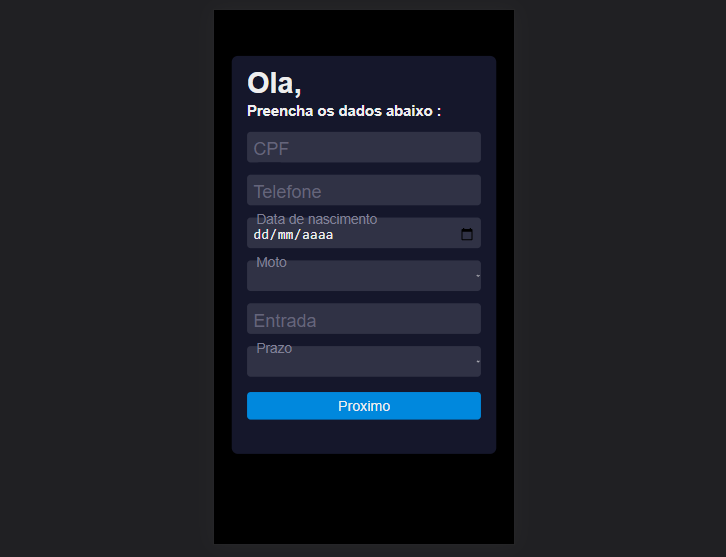 Ola,
Preencha os dados abaixo :
CPF
Telefone
Data de nascimento
dd/mm/aaaa
Moto
Entrada
Prazo
Proximo